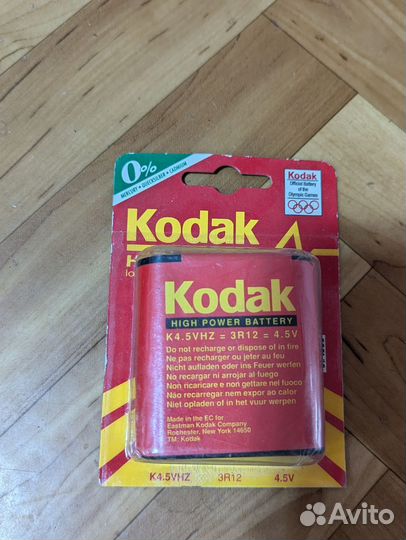 0%
MERCURY • QUECKSILBER • CADMIUM
Kodak
Official Battery
of the
Olympic Games
Kodak
Kodak
HIGH POWER BATTERY
K4.5VHZ = 3R12 = 4.5V
Do not recharge or dispose of in fire
Ne pas recharger ou jeter au feu
Nicht aufladen oder ins Feuer werfen
No recargar ni arrojar al fuego
Non ricaricare e non gettare nel fuoco
Não recarregar nem expor ao calor
Niet opladen of in het vuur werpen
Made in the EC for
Eastman Kodak Company
Rochester, New York 14650
TM: Kodak
K4.5VHZ 3R12 4.5V
Avito